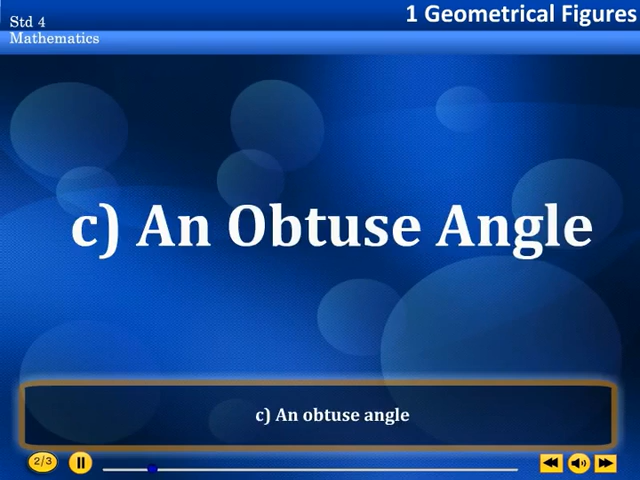 Std 4
Mathematics
1 Geometrical Figures
c) An Obtuse Angle
c) An obtuse angle
2/3